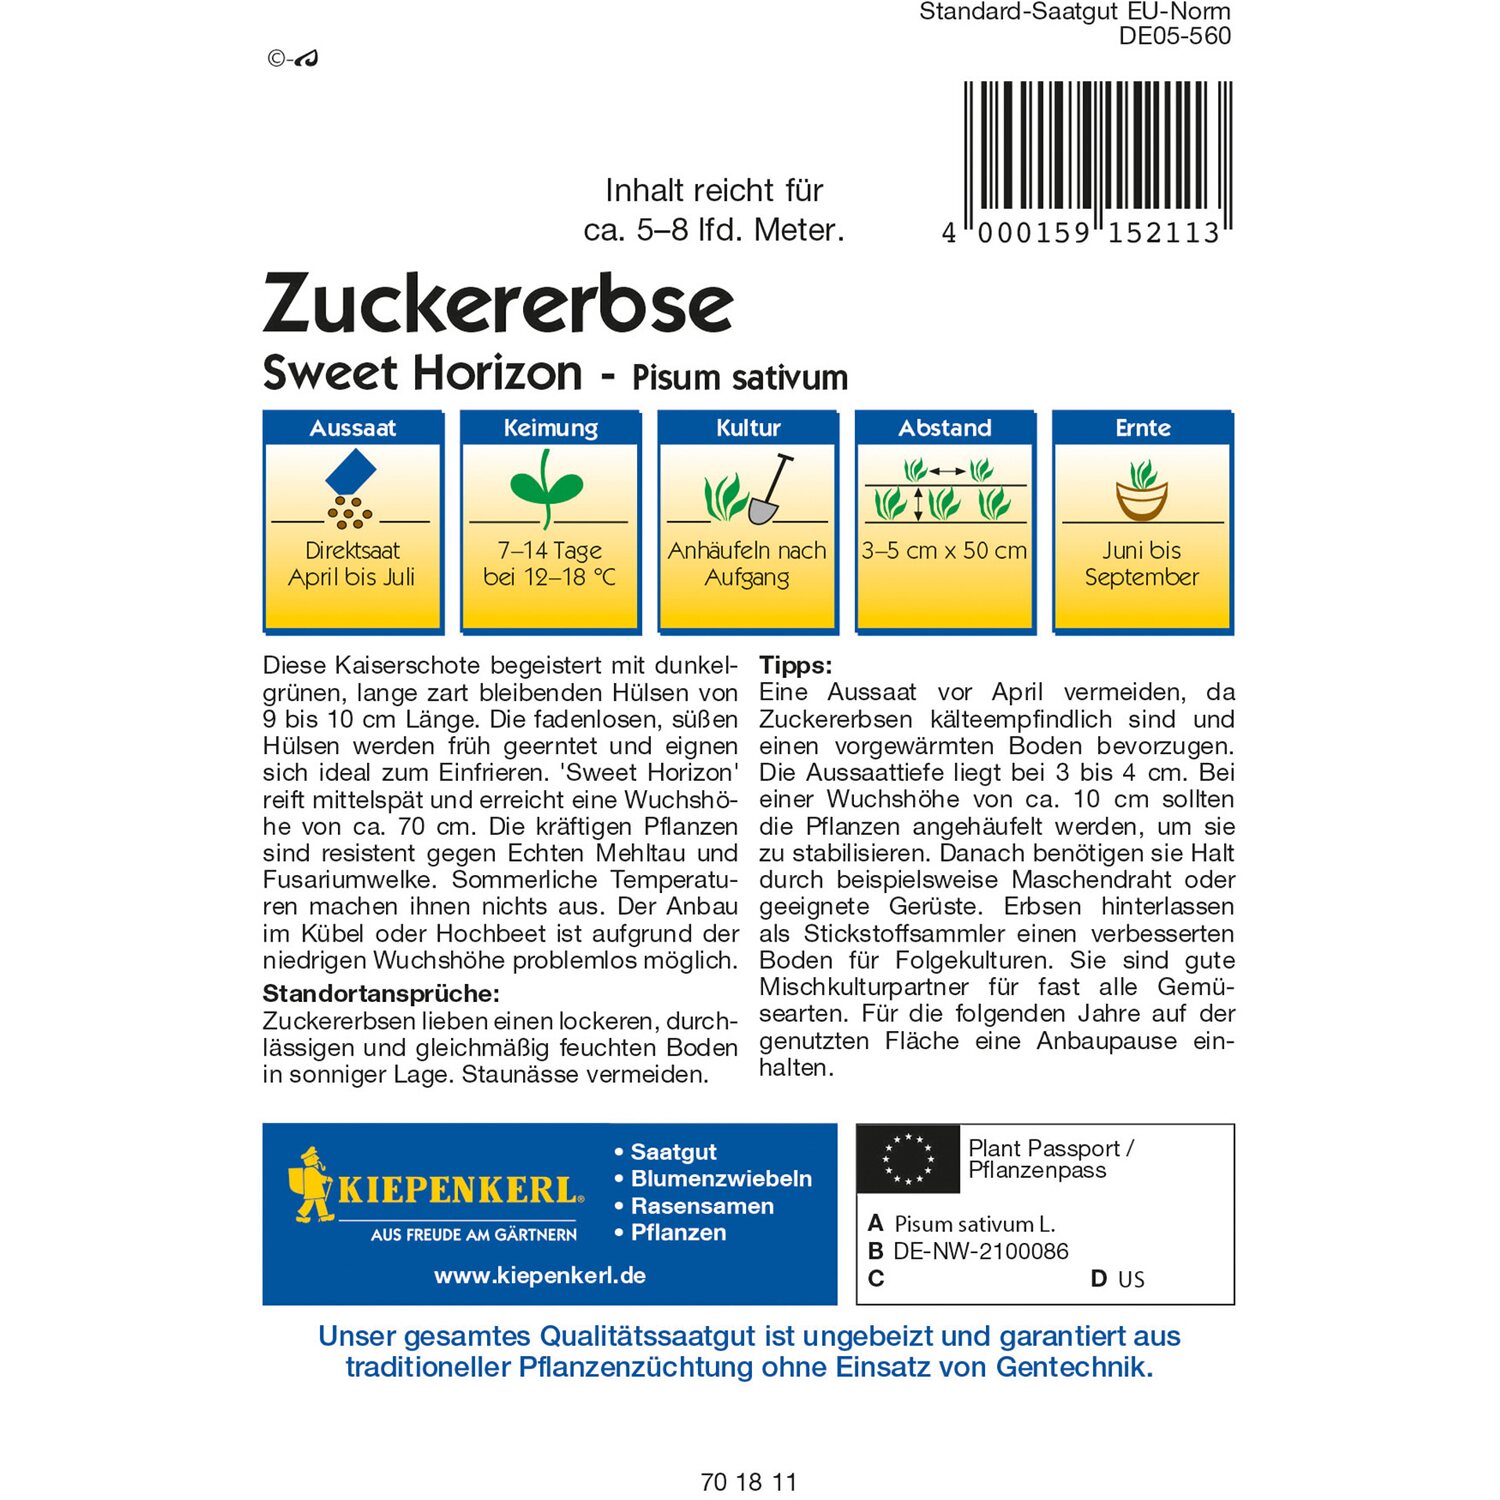 Standard-Saatgut EU-Norm
DE05-560
©-
Inhalt reicht für
ca. 5–8 lfd. Meter.
4 000159 152113
Zuckererbse
Sweet Horizon - Pisum sativum
Aussaat
Direktsaat
April bis Juli
Keimung
7–14 Tage
bei 12–18 °C
Kultur
Anhäufeln nach
Aufgang
Abstand
3–5 cm x 50 cm
Ernte
Juni bis
September
Diese Kaiserschote begeistert mit dunkel-
grünen, lange zart bleibenden Hülsen von
9 bis 10 cm Länge. Die fadenlosen, süßen
Hülsen werden früh geerntet und eignen
sich ideal zum Einfrieren. 'Sweet Horizon'
reift mittelspät und erreicht eine Wuchshö-
he von ca. 70 cm. Die kräftigen Pflanzen
sind resistent gegen Echten Mehltau und
Fusariumwelke. Sommerliche Temperatu-
ren machen ihnen nichts aus. Der Anbau
im Kübel oder Hochbeet ist aufgrund der
niedrigen Wuchshöhe problemlos möglich.
Standortansprüche:
Zuckererbsen lieben einen lockeren, durch-
lässigen und gleichmäßig feuchten Boden
in sonniger Lage. Staunässe vermeiden.
Tipps:
Eine Aussaat vor April vermeiden, da
Zuckererbsen kälteempfindlich sind und
einen vorgewärmten Boden bevorzugen.
Die Aussaattiefe liegt bei 3 bis 4 cm. Bei
einer Wuchshöhe von ca. 10 cm sollten
die Pflanzen angehäufelt werden, um sie
zu stabilisieren. Danach benötigen sie Halt
durch beispielsweise Maschendraht oder
geeignete Gerüste. Erbsen hinterlassen
als Stickstoffsammler einen verbesserten
Boden für Folgekulturen. Sie sind gute
Mischkulturpartner für fast alle Gemü-
searten. Für die folgenden Jahre auf der
genutzten Fläche eine Anbaupause ein-
halten.
KIEPENKERL®
AUS FREUDE AM GÄRTNERN
• Saatgut
• Blumenzwiebeln
• Rasensamen
• Pflanzen
www.kiepenkerl.de
Plant Passport /
Pflanzenpass
A Pisum sativum L.
B DE-NW-2100086
C D US
Unser gesamtes Qualitätssaatgut ist ungebeizt und garantiert aus
traditioneller Pflanzenzüchtung ohne Einsatz von Gentechnik.
70 18 11